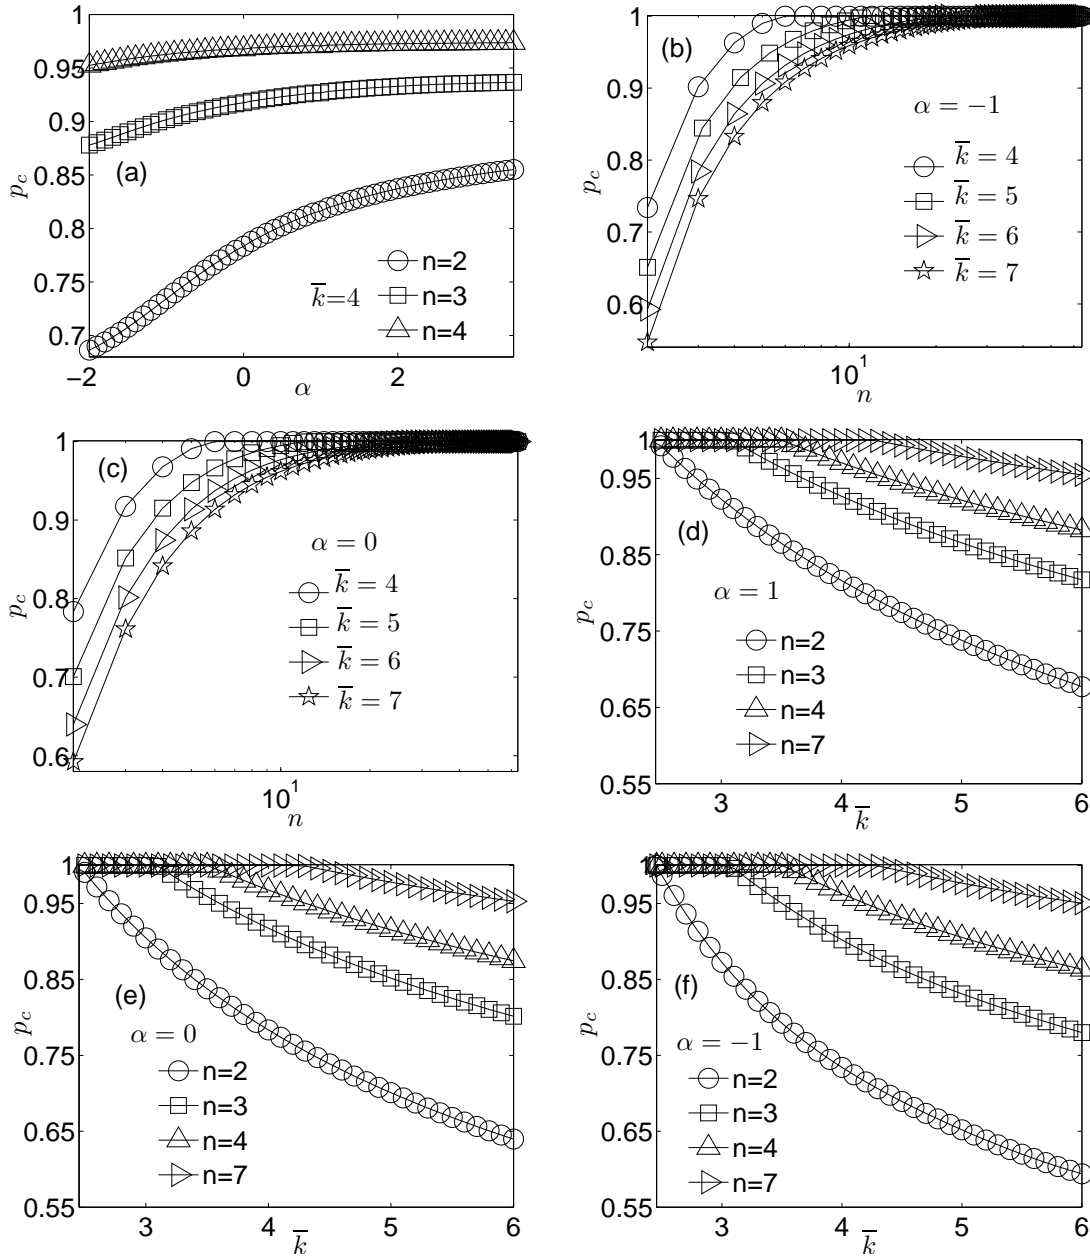 1
0.95
0.9
0.85
0.8
0.75
0.7
p_c
(a)
k̅=4
n=2
n=3
n=4
−2
0
2
α
1
0.9
0.8
0.7
0.6
p_c
(b)
α = −1
k̅ = 4
k̅ = 5
k̅ = 6
k̅ = 7
10¹
n
1
0.9
0.8
0.7
0.6
p_c
(c)
α = 0
k̅ = 4
k̅ = 5
k̅ = 6
k̅ = 7
10¹
n
1
0.95
0.85
0.75
0.65
0.55
p_c
(d)
α = 1
n=2
n=3
n=4
n=7
3
4
5
6
k̅
1
0.95
0.85
0.75
0.65
0.55
p_c
(e)
α = 0
n=2
n=3
n=4
n=7
3
4
5
6
k̅
1
0.95
0.85
0.75
0.65
0.55
p_c
(f)
α = −1
n=2
n=3
n=4
n=7
3
4
5
6
k̅